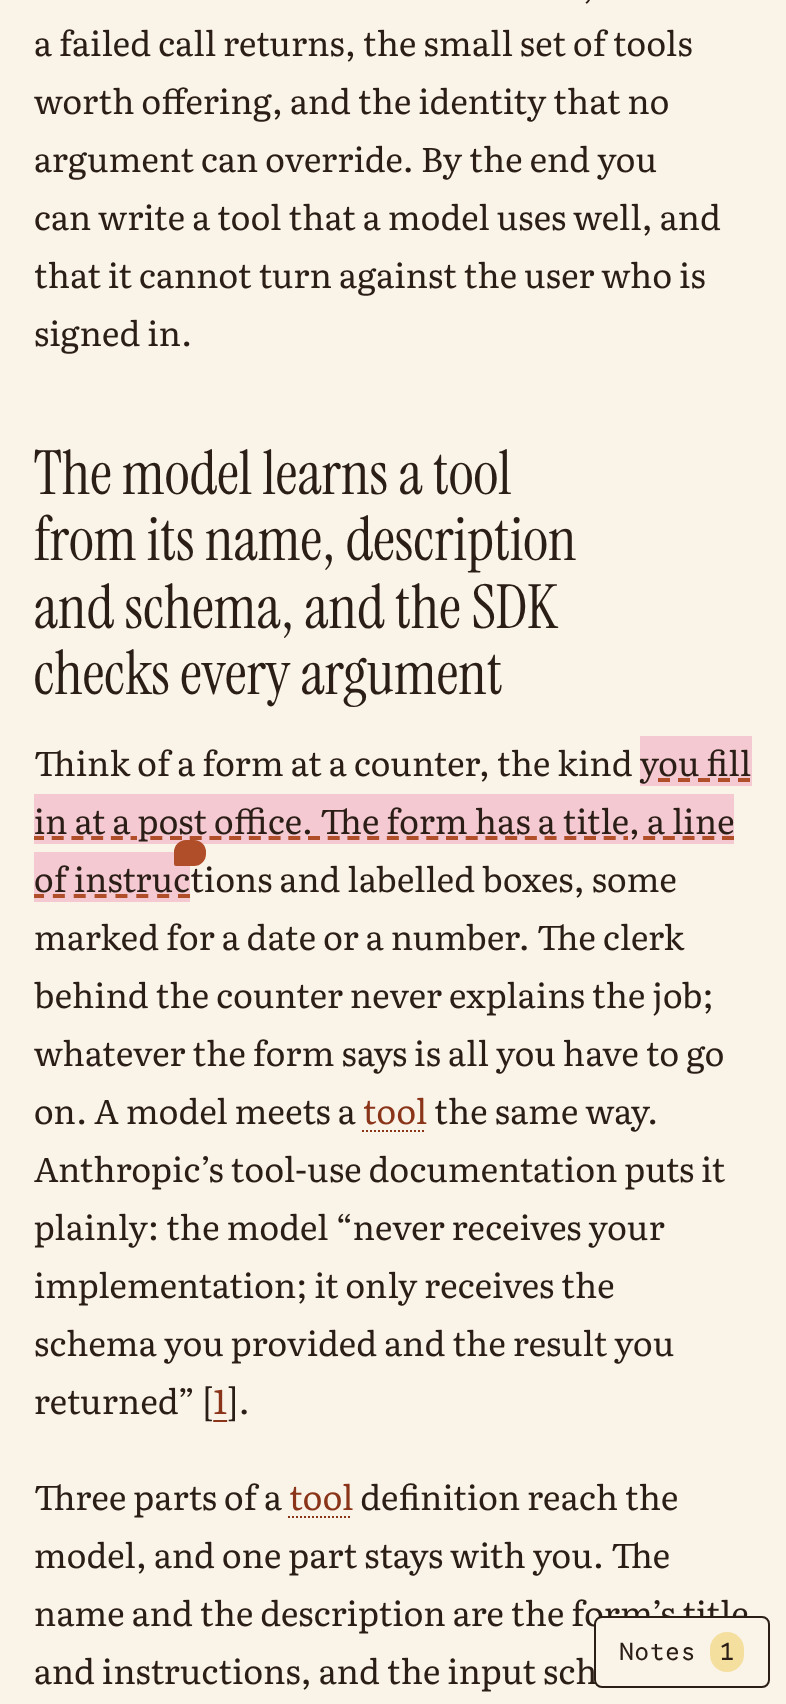 a failed call returns, the small set of tools
worth offering, and the identity that no
argument can override. By the end you
can write a tool that a model uses well, and
that it cannot turn against the user who is
signed in.
The model learns a tool
from its name, description
and schema, and the SDK
checks every argument
Think of a form at a counter, the kind you fill
in at a post office. The form has a title, a line
of instructions and labelled boxes, some
marked for a date or a number. The clerk
behind the counter never explains the job;
whatever the form says is all you have to go
on. A model meets a tool the same way.
Anthropic’s tool-use documentation puts it
plainly: the model “never receives your
implementation; it only receives the
schema you provided and the result you
returned” [1].
Three parts of a tool definition reach the
model, and one part stays with you. The
name and the description are the form’s title
and instructions, and the input sch
Notes 1